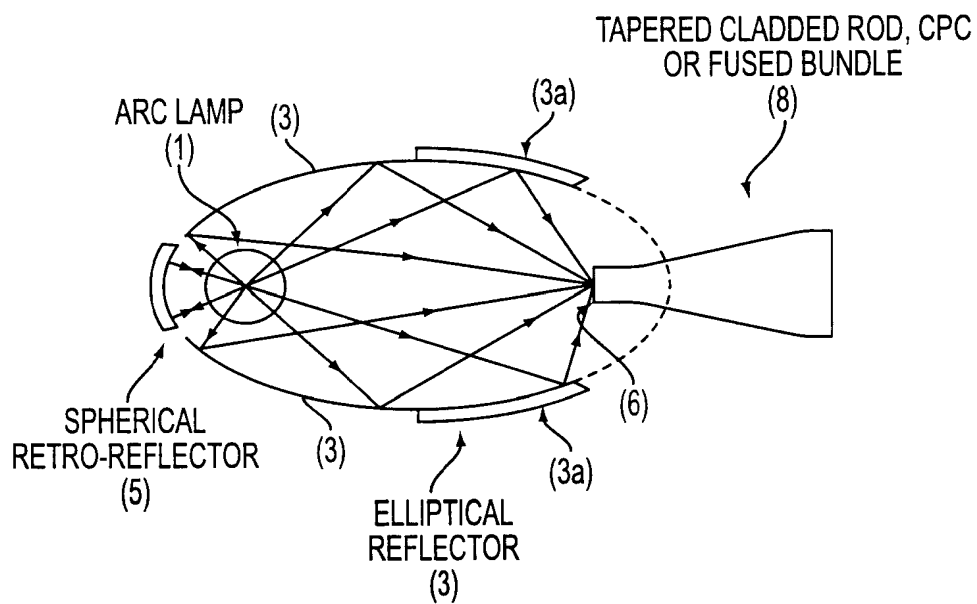 TAPERED CLADDED ROD, CPC
OR FUSED BUNDLE
(8)
(3a)
ARC LAMP
(1)
(3)
SPHERICAL
RETRO-REFLECTOR
(5)
(3)
(6)
(3a)
ELLIPTICAL
REFLECTOR
(3)